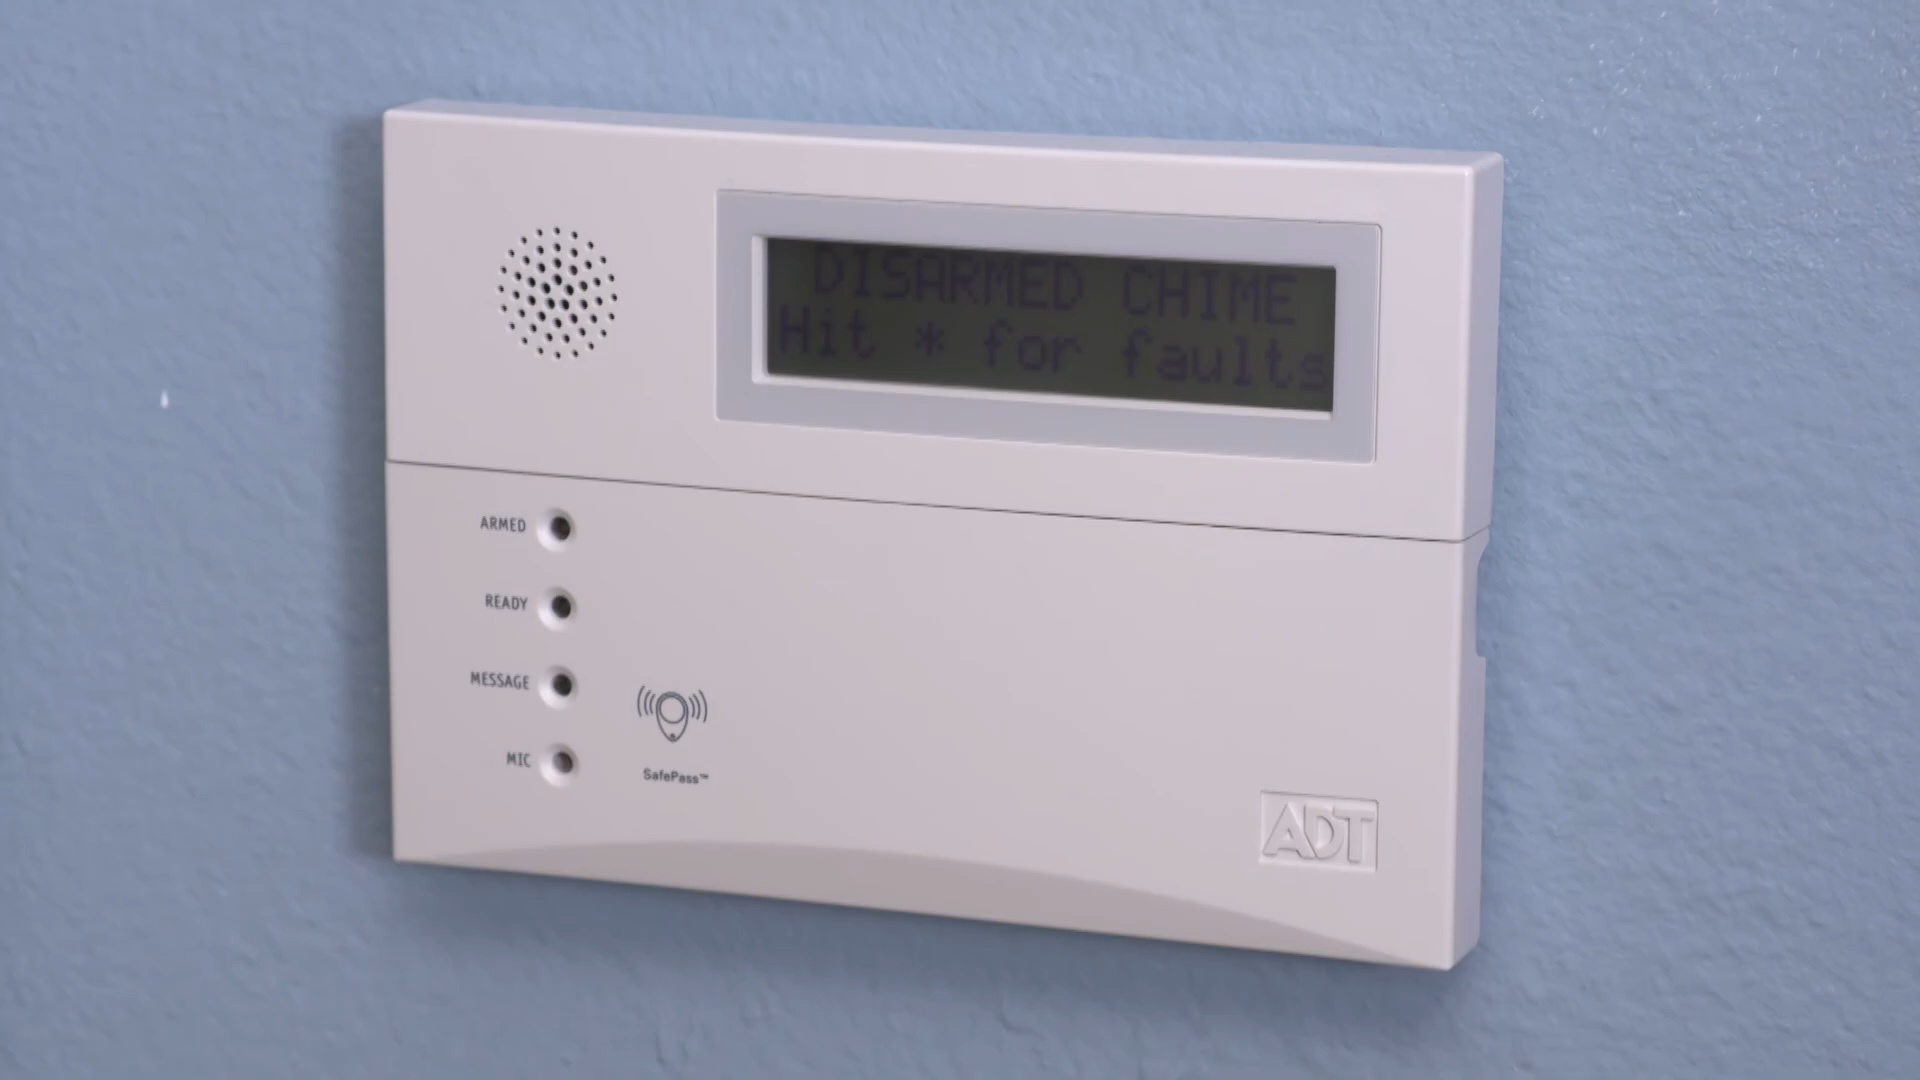 DISARMED CHIME
Hit * for faults
ARMED
READY
MESSAGE
MIC
SafePass™
ADT